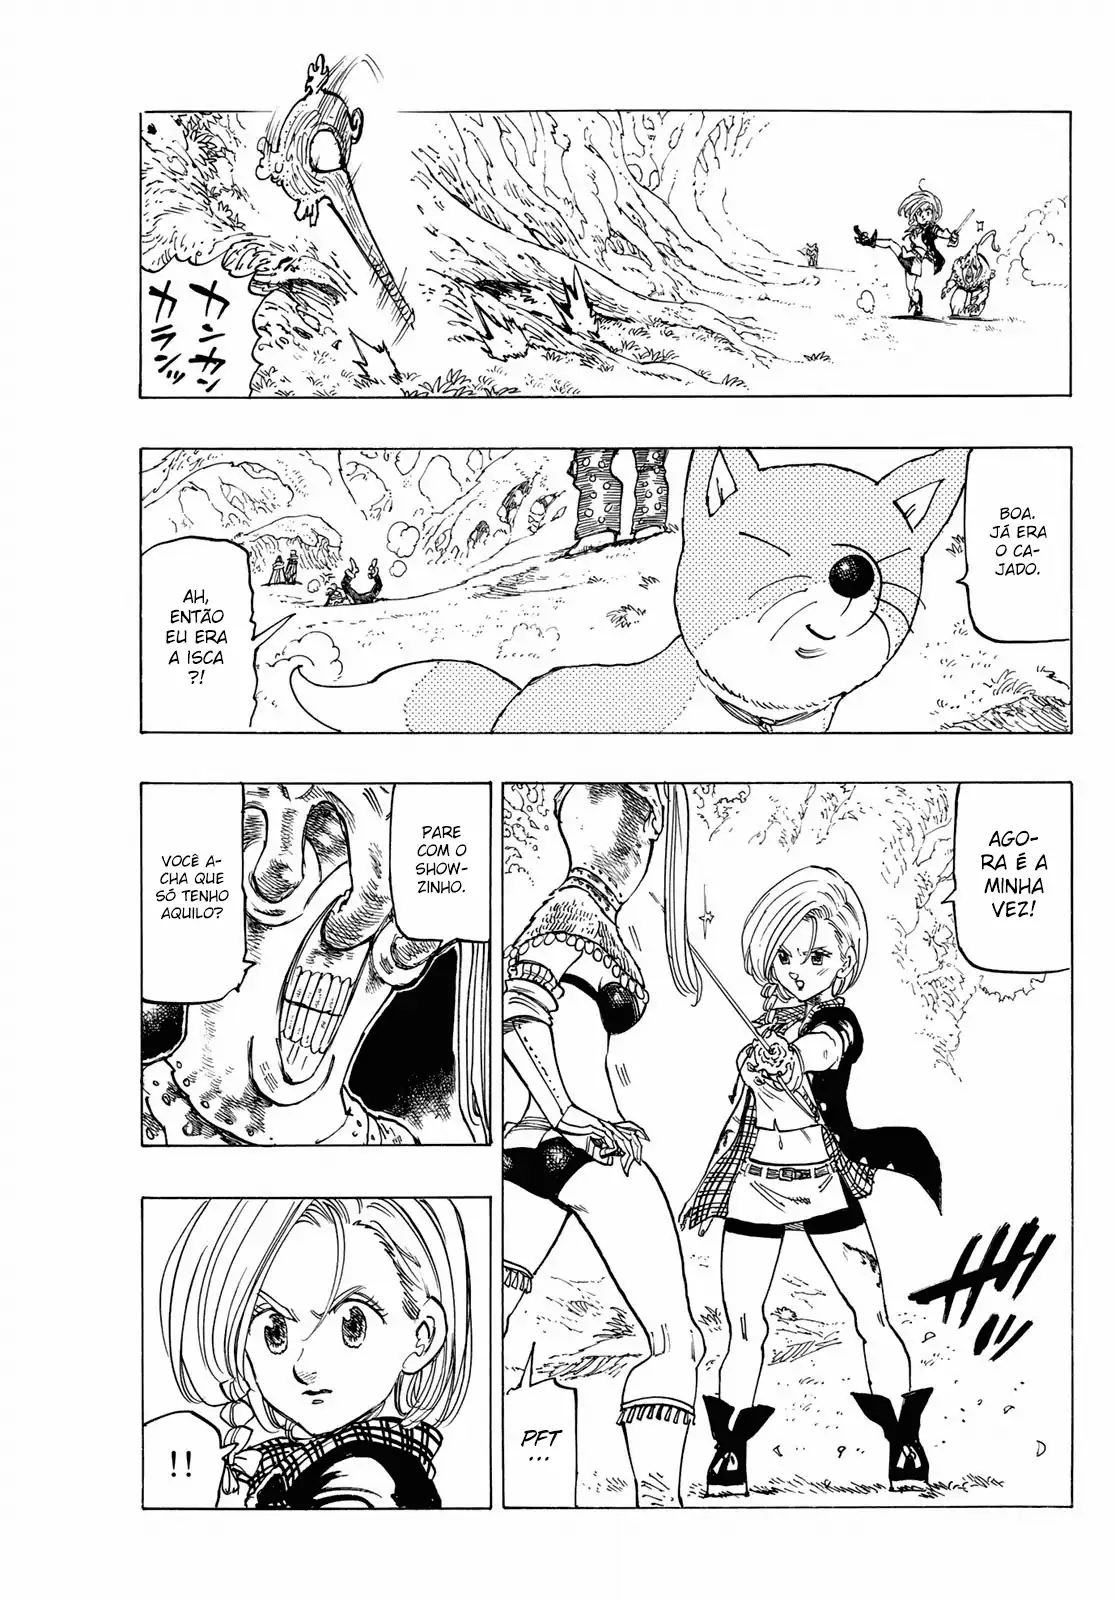 カンカン
カランッ
BOA.
JÁ ERA
O CA-
JADO.
AH,
ENTÃO
EU ERA
A ISCA
?!
AGO-
RA É A
MINHA
VEZ!
PFT
...
PARE
COM O
SHOW-
ZINHO.
VOCÊ A-
CHA QUE
SÓ TENHO
AQUILO?
!!